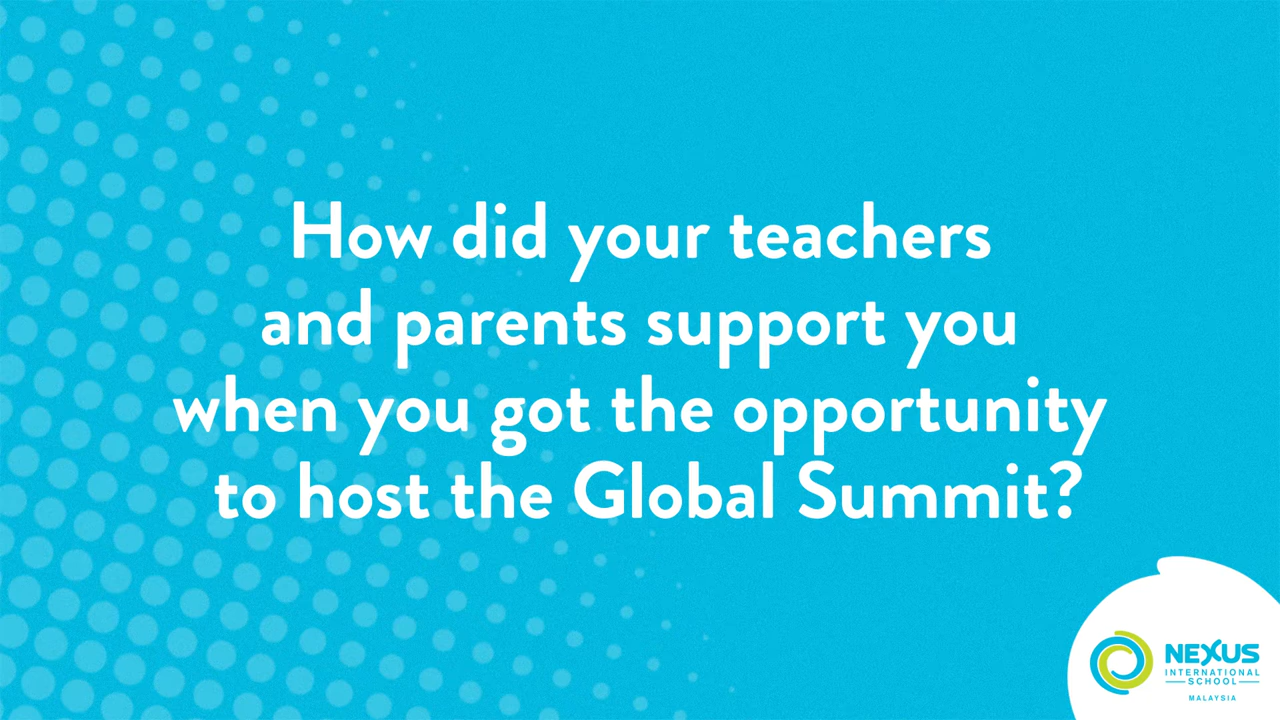 How did your teachers
and parents support you
when you got the opportunity
to host the Global Summit?
NEXUS
INTERNATIONAL
SCHOOL
MALAYSIA